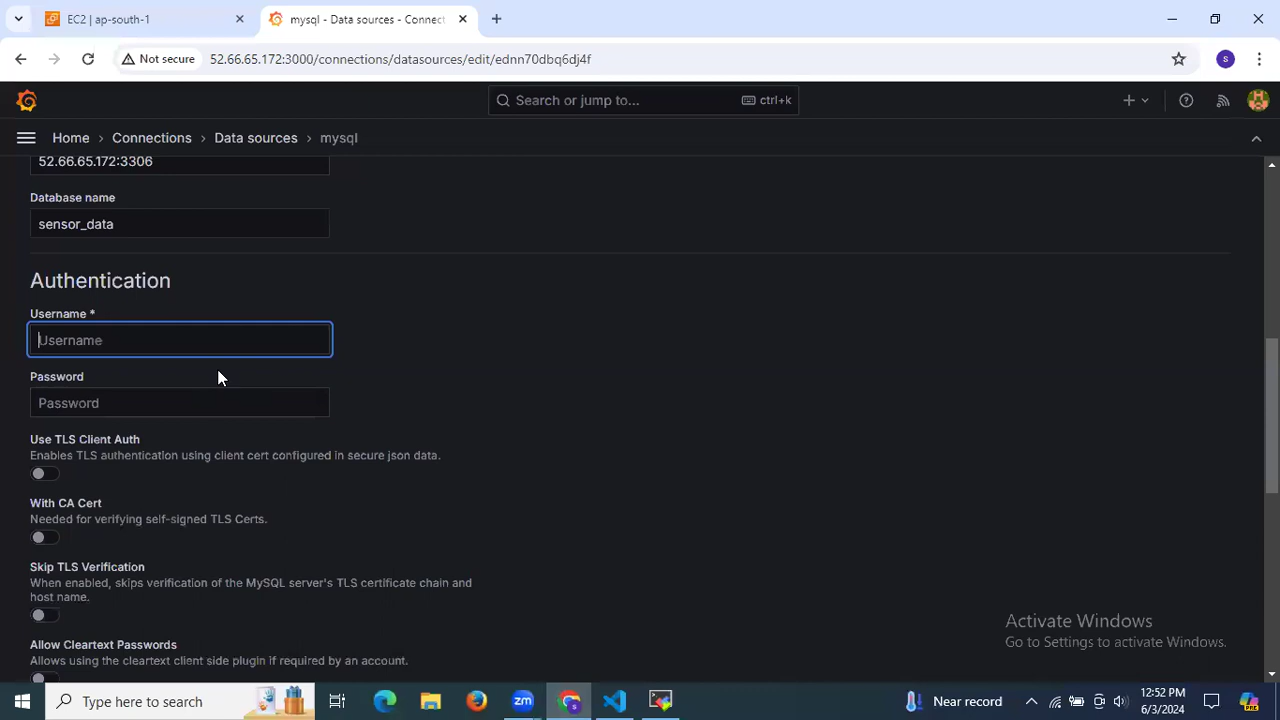 EC2 | ap-south-1
mysql - Data sources - Connect
Not secure
52.66.65.172:3000/connections/datasources/edit/ednn70dbq6dj4f
s
Search or jump to...
ctrl+k
Home › Connections › Data sources › mysql
52.66.65.172:3306
Database name
sensor_data
Authentication
Username *
Username
Password
Password
Use TLS Client Auth
Enables TLS authentication using client cert configured in secure json data.
With CA Cert
Needed for verifying self-signed TLS Certs.
Skip TLS Verification
When enabled, skips verification of the MySQL server's TLS certificate chain and
host name.
Allow Cleartext Passwords
Allows using the cleartext client side plugin if required by an account.
Activate Windows
Go to Settings to activate Windows.
Type here to search
zm
Near record
12:52 PM
6/3/2024
PRE